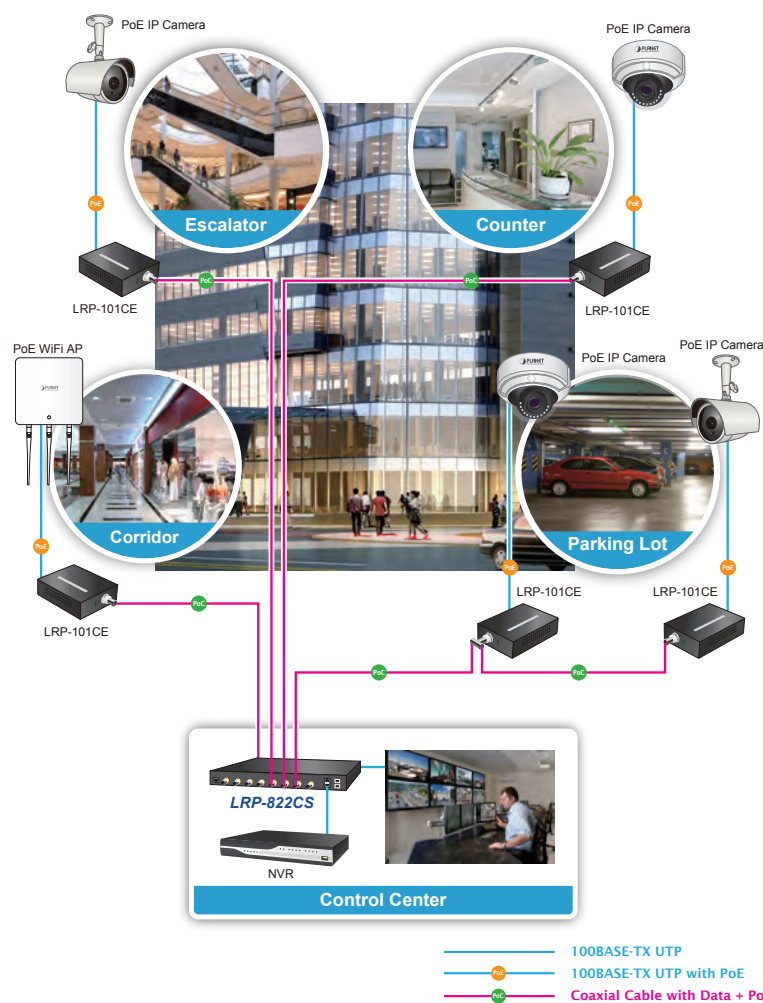 PoE IP Camera
PoE IP Camera
PLANET
PoE
PoE
Escalator
Counter
PoC
PoC
LRP-101CE
LRP-101CE
PoE WiFi AP
PoE IP Camera
PoE IP Camera
PLANET
PLANET
Corridor
Parking Lot
PoE
PoE
PoE
LRP-101CE
LRP-101CE
LRP-101CE
PoC
PoC
PoC
LRP-822CS
NVR
Control Center
100BASE-TX UTP
PoE
100BASE-TX UTP with PoE
PoC
Coaxial Cable with Data + Po